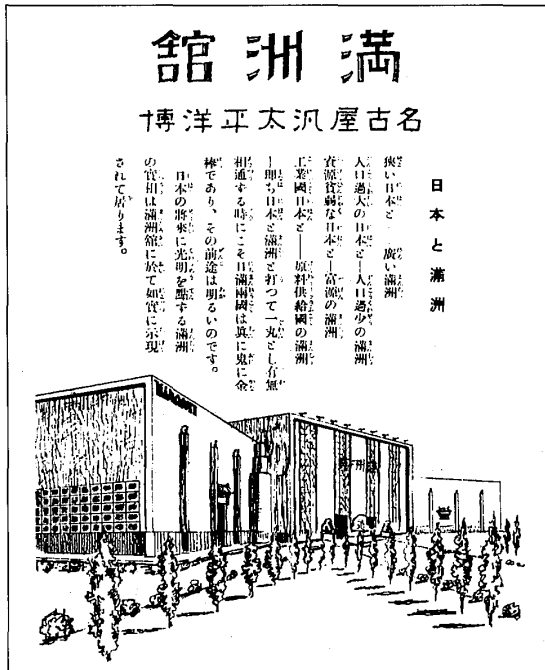 満洲館
名古屋汎太平洋博
日本と滿洲
狹い日本と――廣い滿洲
人口過大の日本と―人口過少の滿洲
資源貧弱な日本と―富源の滿洲
工業國日本と――原料供給國の滿洲
―卽ち日本と滿洲と打つて一丸とし有無
相通ずる時にこそ日滿兩國は眞に鬼に金
棒であり、その前途は明るいのです。
日本の將來に光明を點ずる滿洲
の實相は滿洲館に於て如實に示現
されて居ります。